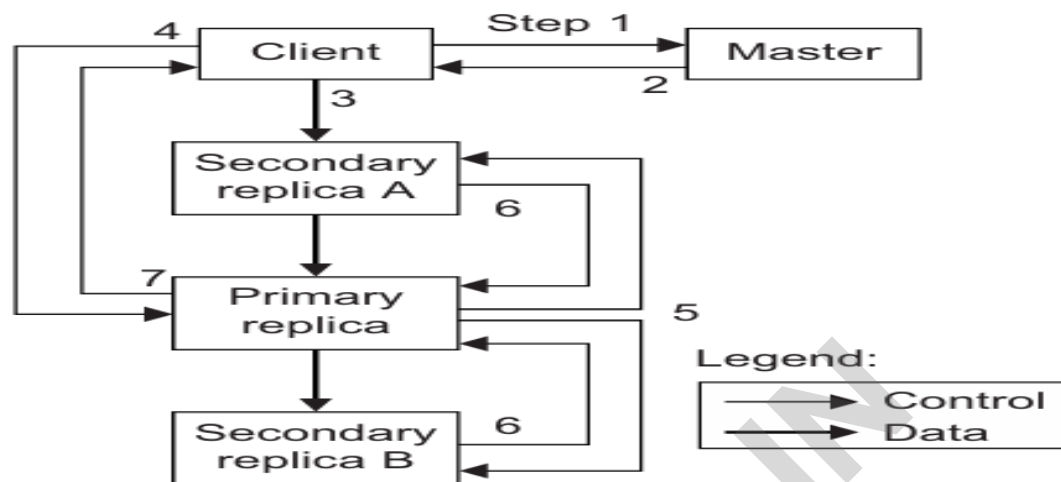 4
Step 1
Client
Master
2
3
Secondary
replica A
6
7
Primary
replica
5
Legend:
Control
Data
6
Secondary
replica B
IN